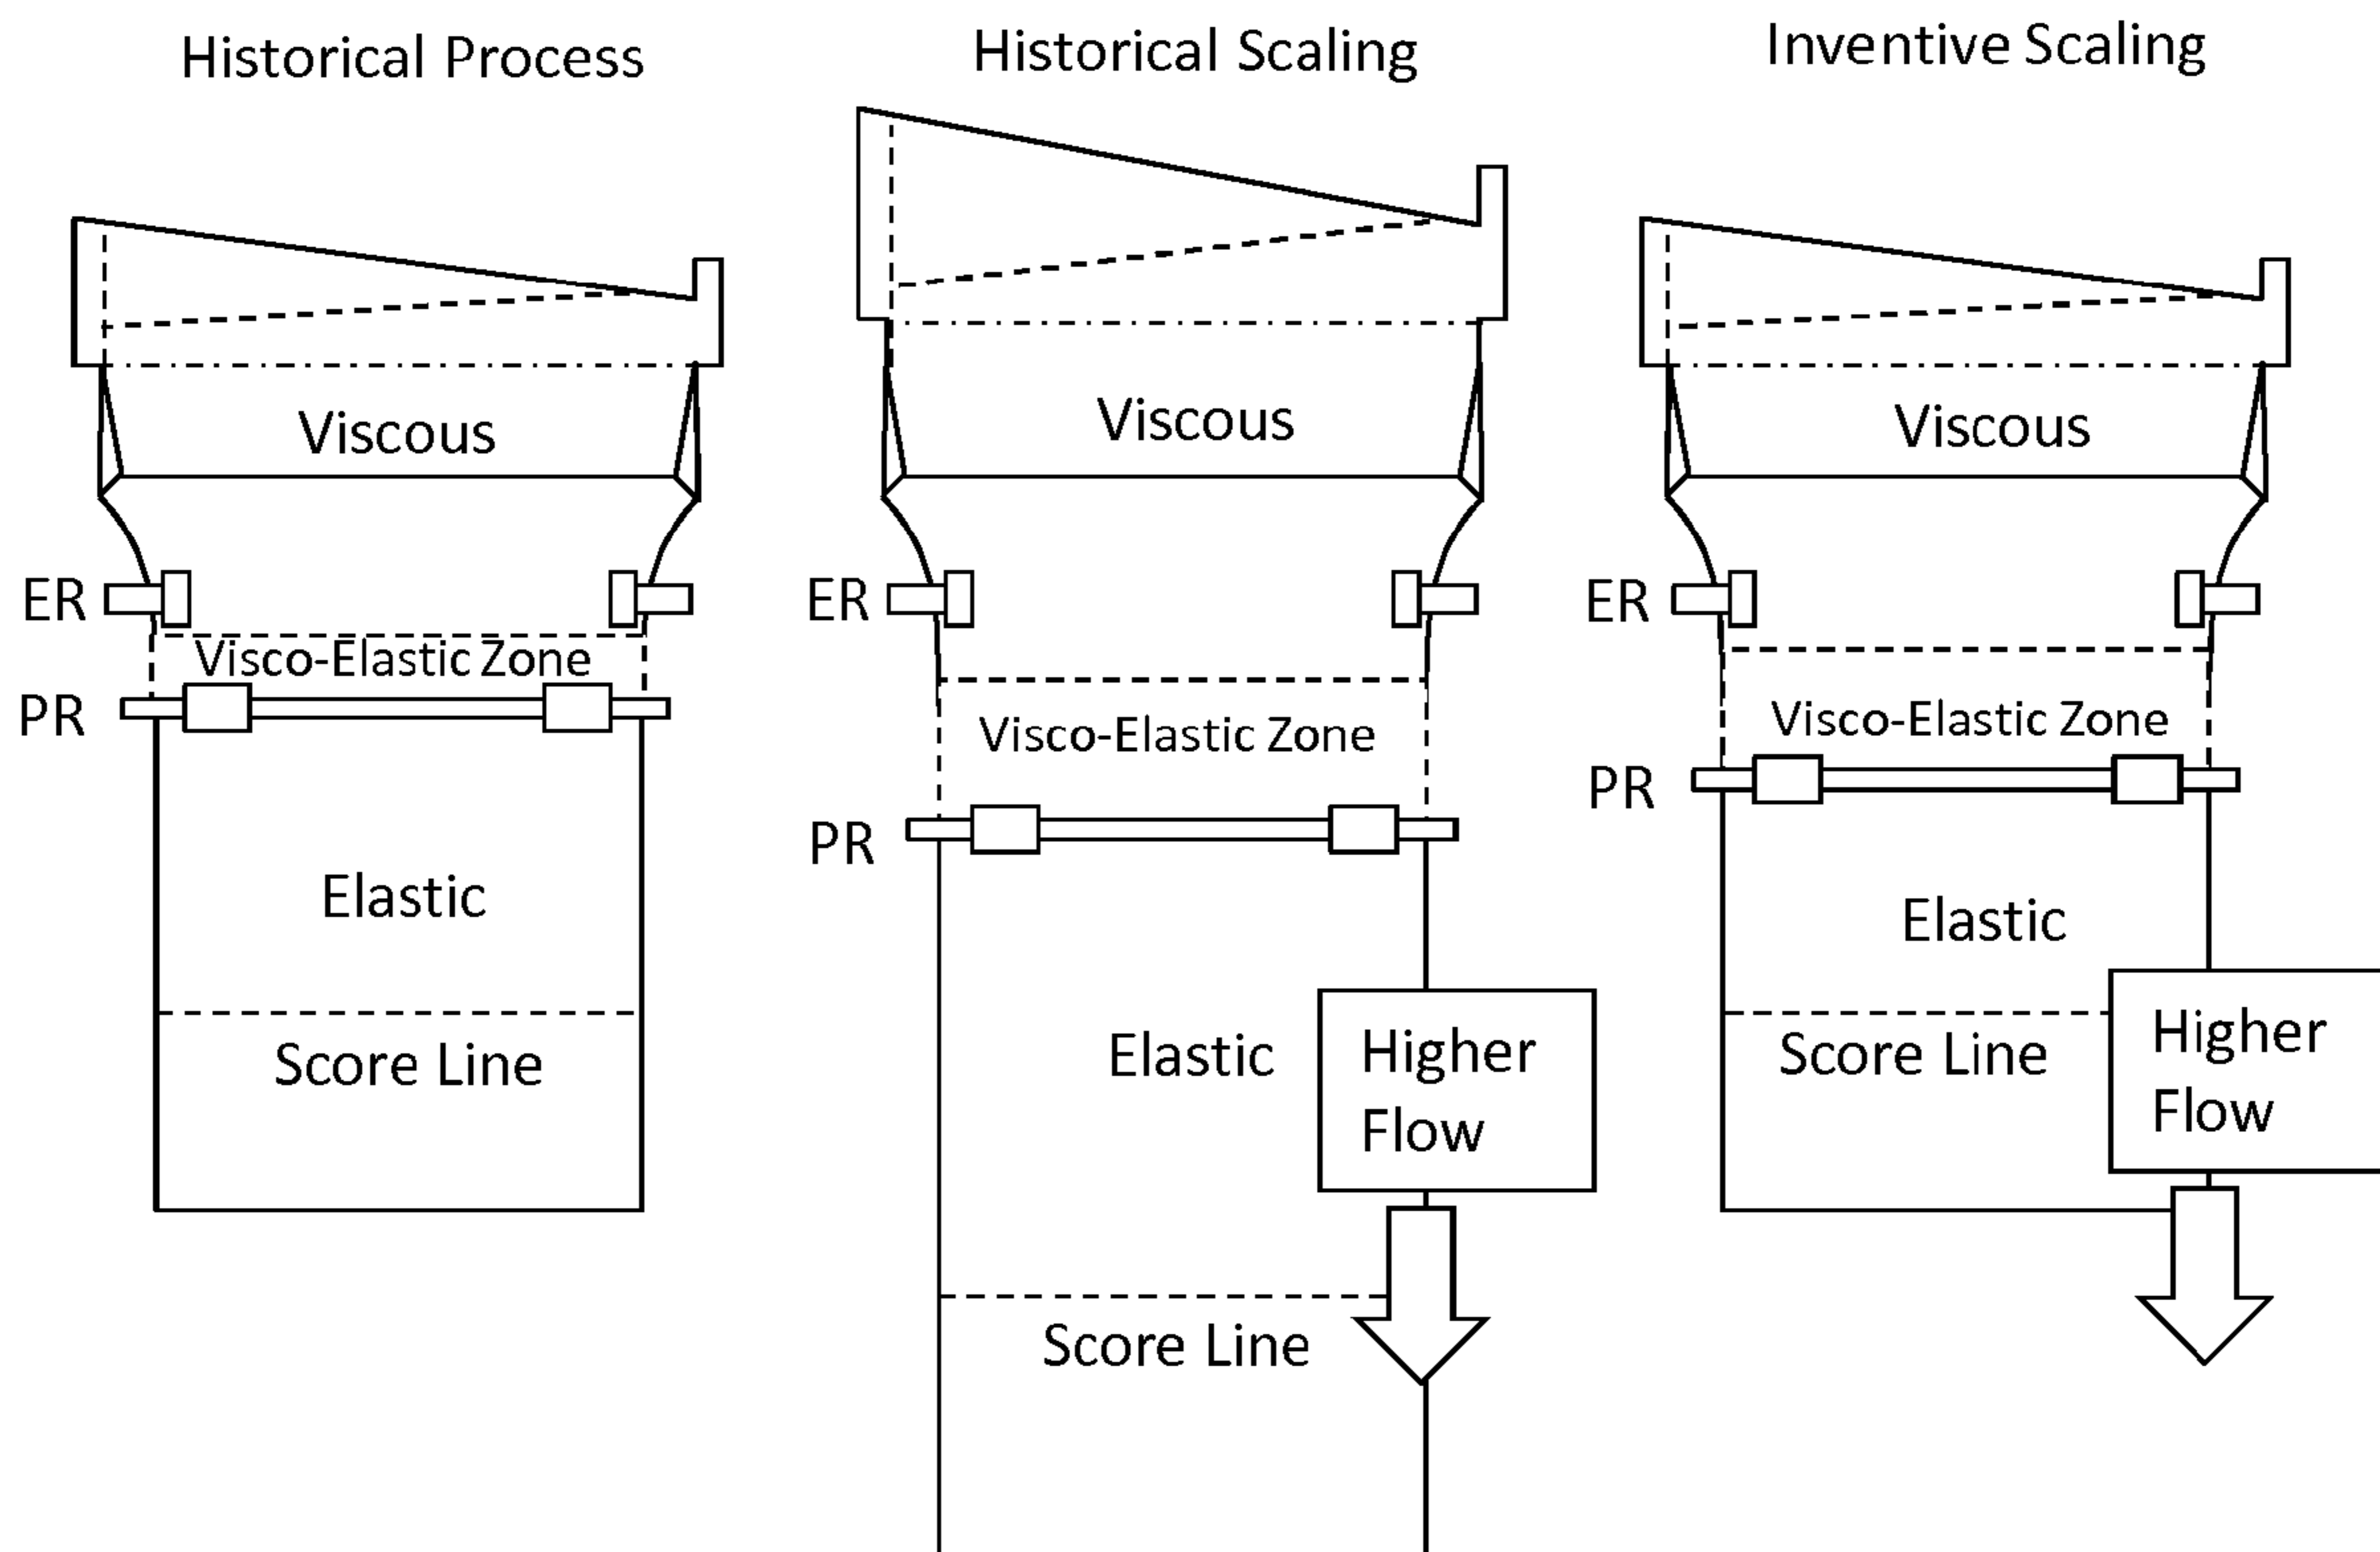 Historical Process
Viscous
ER
Visco-Elastic Zone
PR
Elastic
Score Line
Historical Scaling
Viscous
ER
Visco-Elastic Zone
PR
Elastic
Higher
Flow
Score Line
Inventive Scaling
Viscous
ER
Visco-Elastic Zone
PR
Elastic
Score Line
Higher
Flow